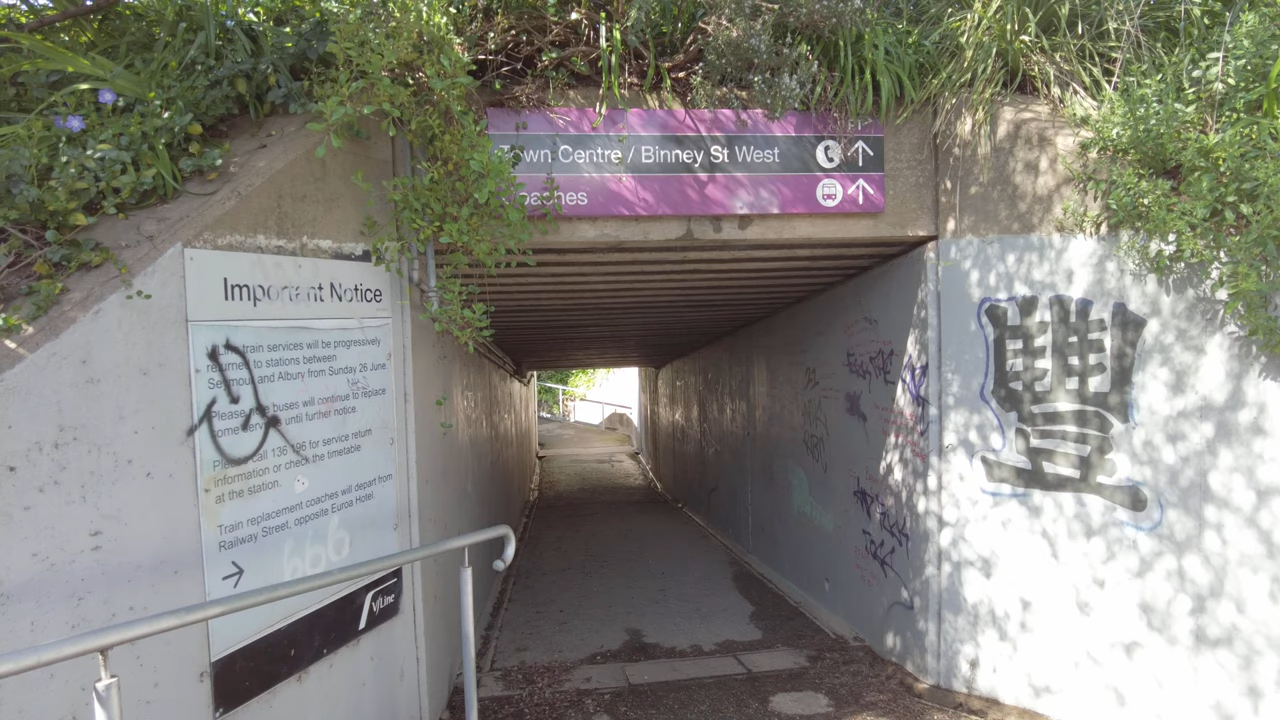 Town Centre / Binney St West
Coaches
Important Notice
V/Line train services will be progressively
returned to stations between
Seymour and Albury from Sunday 26 June.
Please note buses will continue to replace
some services until further notice.
Please call 136 196 for service return
information or check the timetable
at the station.
Train replacement coaches will depart from
Railway Street, opposite Euroa Hotel.
666
V/Line
豐